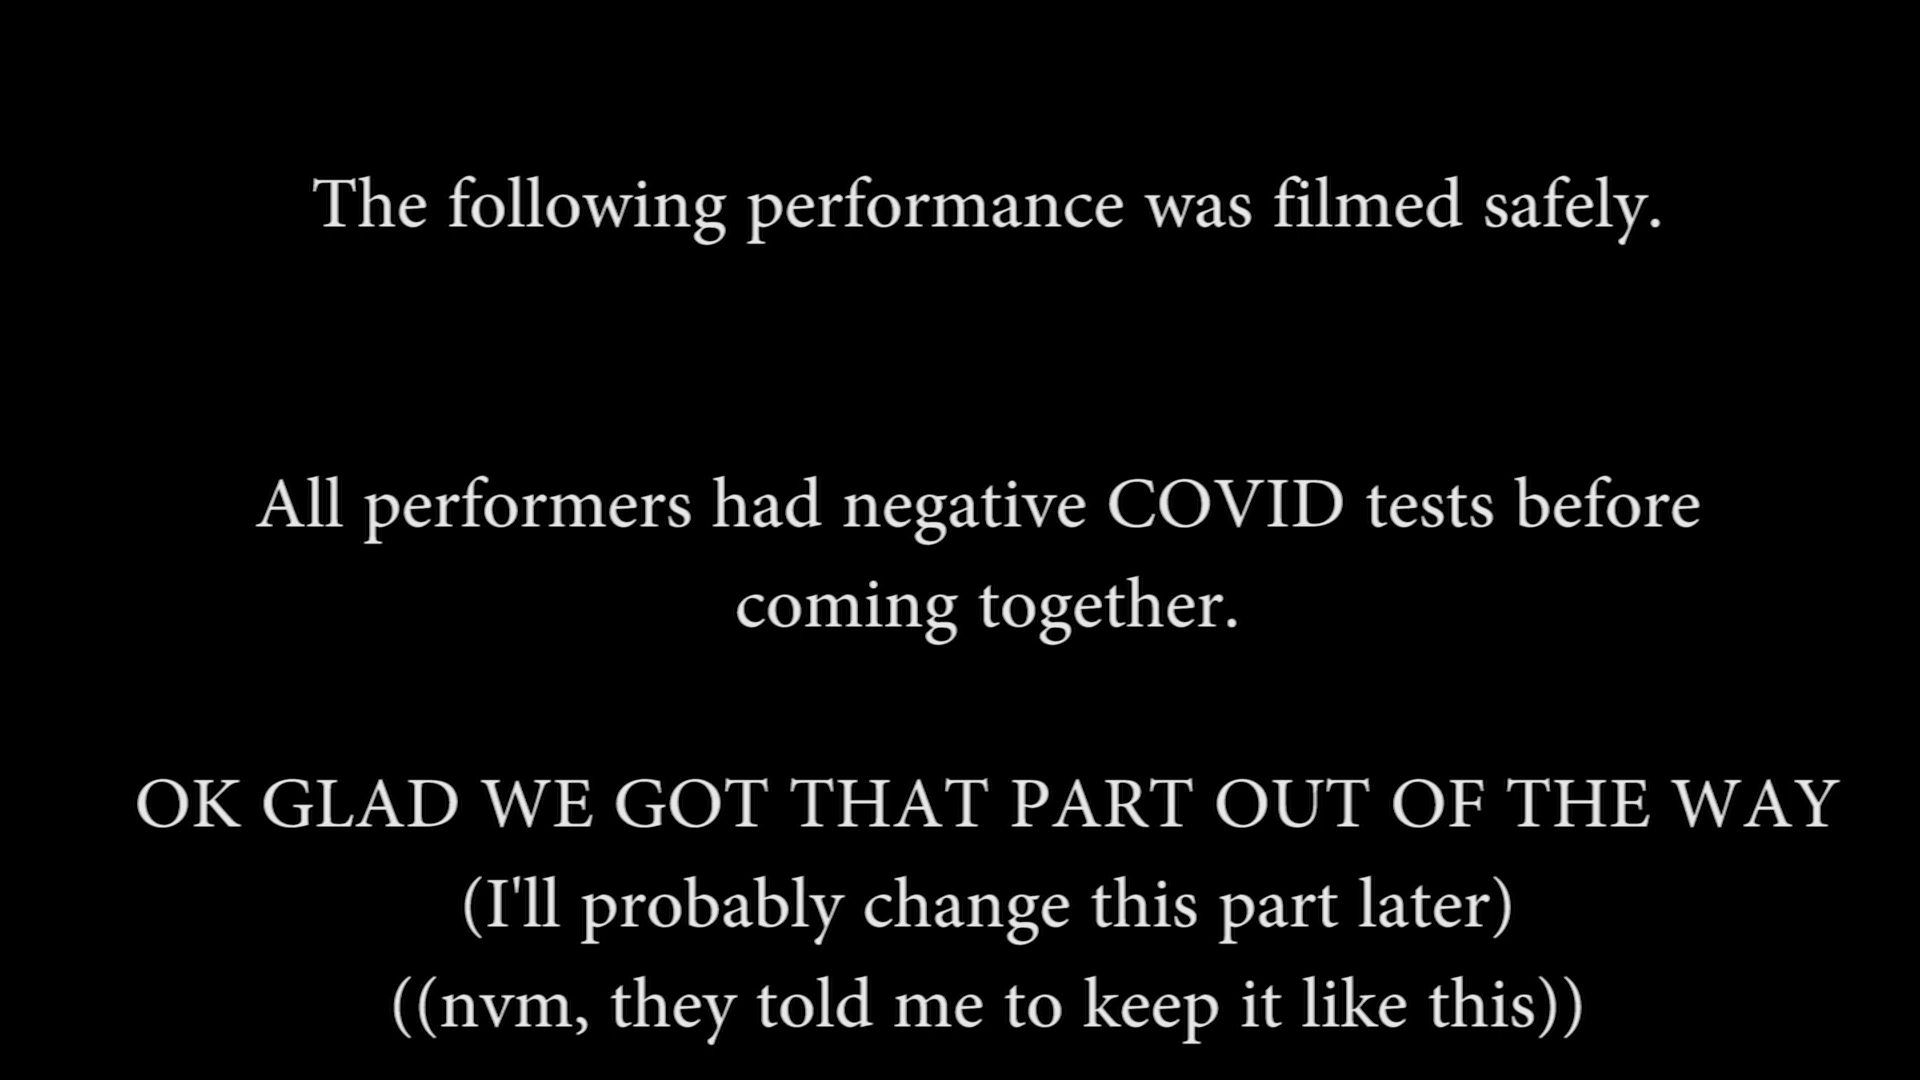 The following performance was filmed safely.
All performers had negative COVID tests before
coming together.
OK GLAD WE GOT THAT PART OUT OF THE WAY
(I'll probably change this part later)
((nvm, they told me to keep it like this))